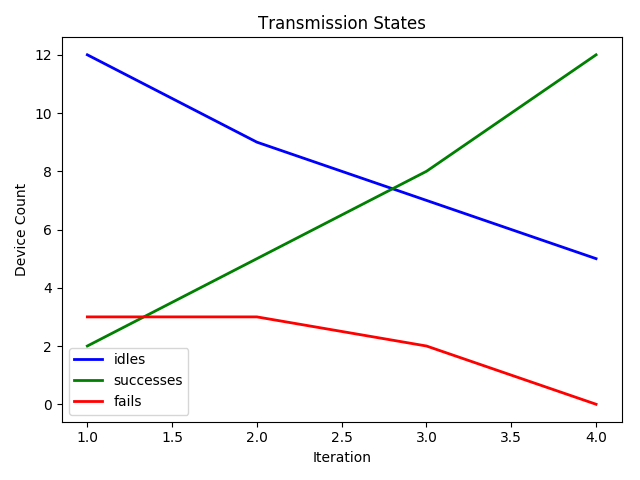 Transmission States
Device Count
12
10
8
6
4
2
0
idles
successes
fails
1.0 1.5 2.0 2.5 3.0 3.5 4.0
Iteration